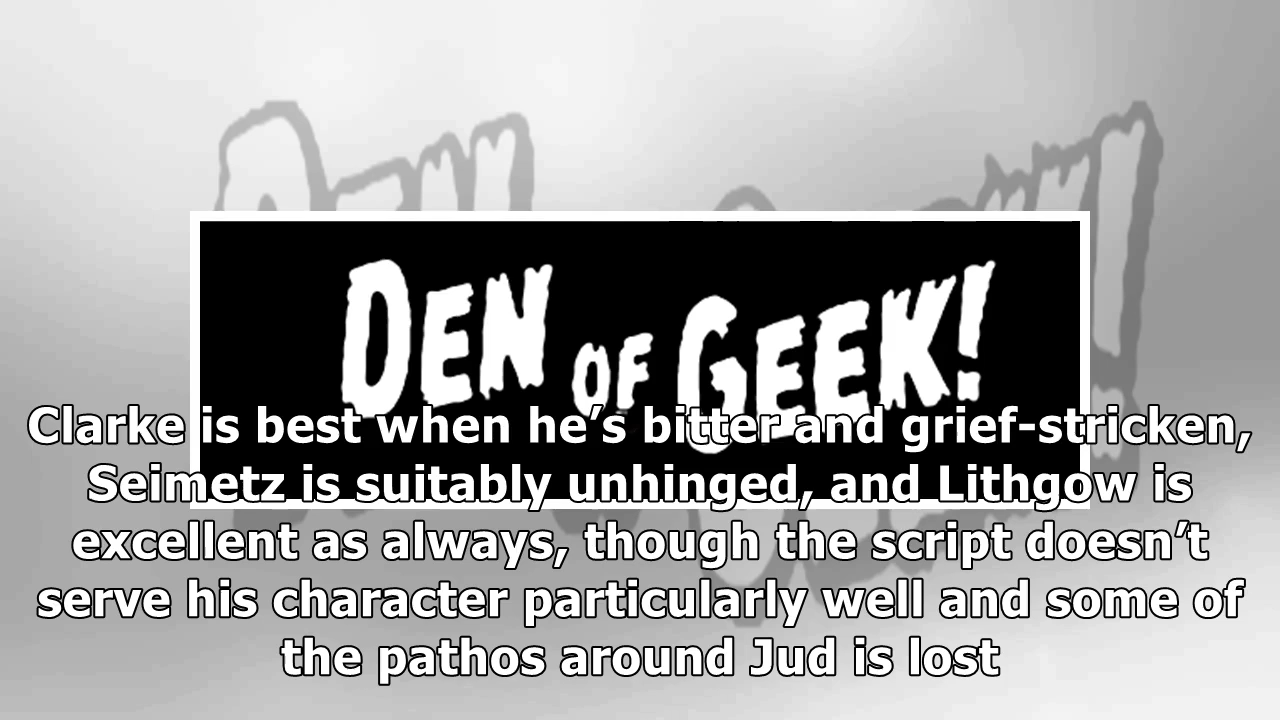 DEN OF GEEK!
Clarke is best when he’s bitter and grief-stricken,
Seimetz is suitably unhinged, and Lithgow is
excellent as always, though the script doesn’t
serve his character particularly well and some of
the pathos around Jud is lost